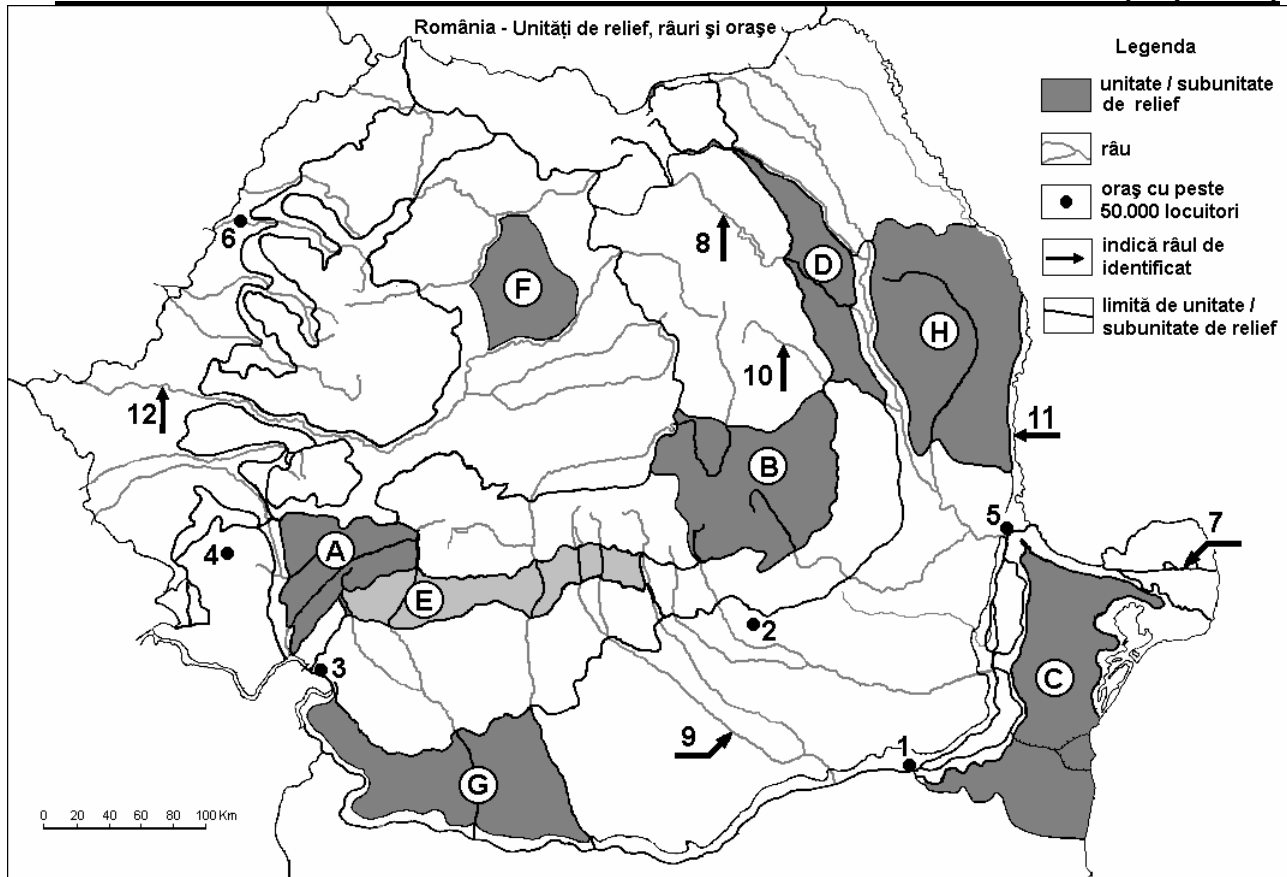 România - Unități de relief, râuri și orașe
Legenda
unitate / subunitate
de relief
râu
oraș cu peste
50.000 locuitori
indică râul de
identificat
limită de unitate /
subunitate de relief
6
8
D
F
H
10
12
11
B
5
7
A
4
E
2
C
3
9
1
G
0 20 40 60 80 100 Km